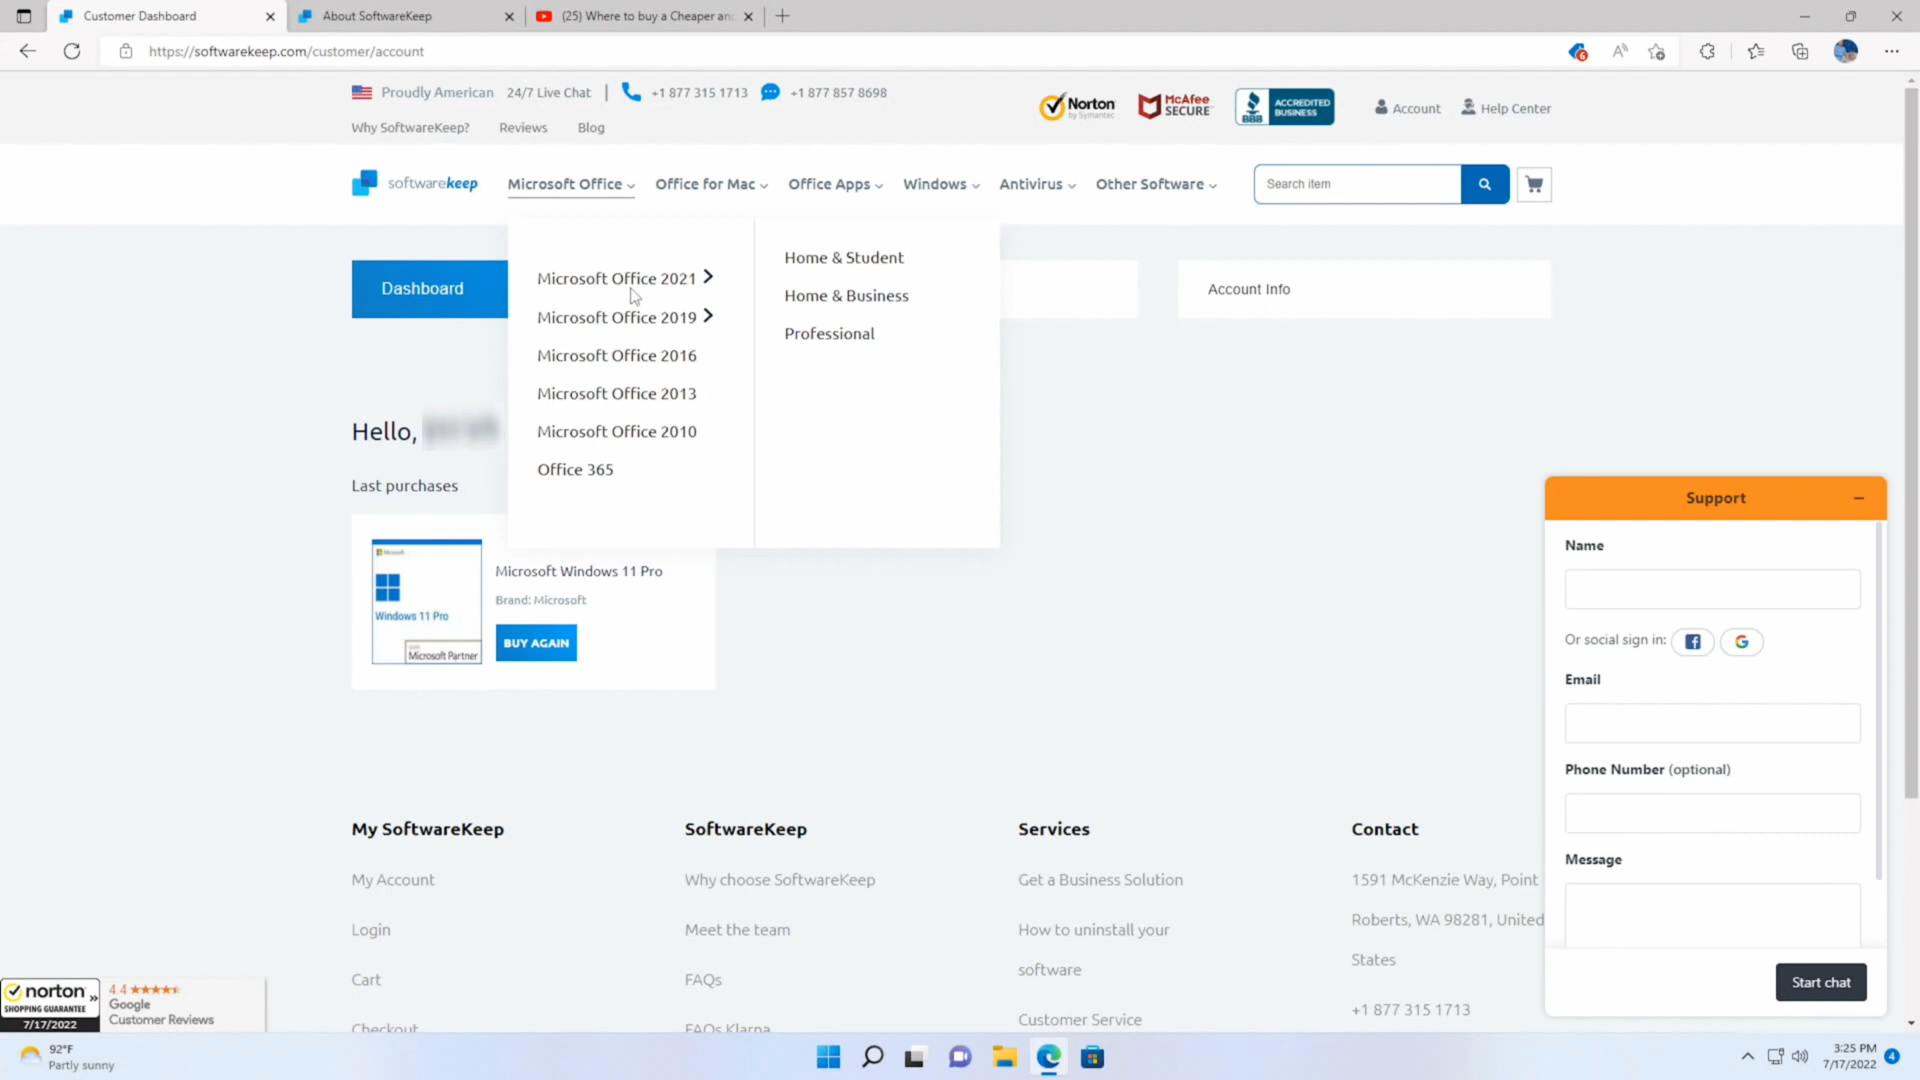 Customer Dashboard
About SoftwareKeep
(25) Where to buy a Cheaper an
https://softwarekeep.com/customer/account
6
Proudly American 24/7 Live Chat | +1 877 315 1713 +1 877 857 8698
Why SoftwareKeep? Reviews Blog
Norton
by Symantec
McAfee
SECURE
BBB
ACCREDITED
BUSINESS
Account
Help Center
softwarekeep
Microsoft Office
Office for Mac
Office Apps
Windows
Antivirus
Other Software
Search item
Dashboard
Account Info
Microsoft Office 2021
Microsoft Office 2019
Microsoft Office 2016
Microsoft Office 2013
Microsoft Office 2010
Office 365
Home & Student
Home & Business
Professional
Hello,
Last purchases
Microsoft
Windows 11 Pro
Microsoft Partner
Microsoft Windows 11 Pro
Brand: Microsoft
BUY AGAIN
Support
Name
Or social sign in:
Email
Phone Number (optional)
Message
Start chat
My SoftwareKeep
My Account
Login
Cart
Checkout
SoftwareKeep
Why choose SoftwareKeep
Meet the team
FAQs
FAQs Klarna
Services
Get a Business Solution
How to uninstall your
software
Customer Service
Contact
1591 McKenzie Way, Point
Roberts, WA 98281, United
States
+1 877 315 1713
norton
SHOPPING GUARANTEE
7/17/2022
4.4
Google
Customer Reviews
92°F
Partly sunny
3:25 PM
7/17/2022
4